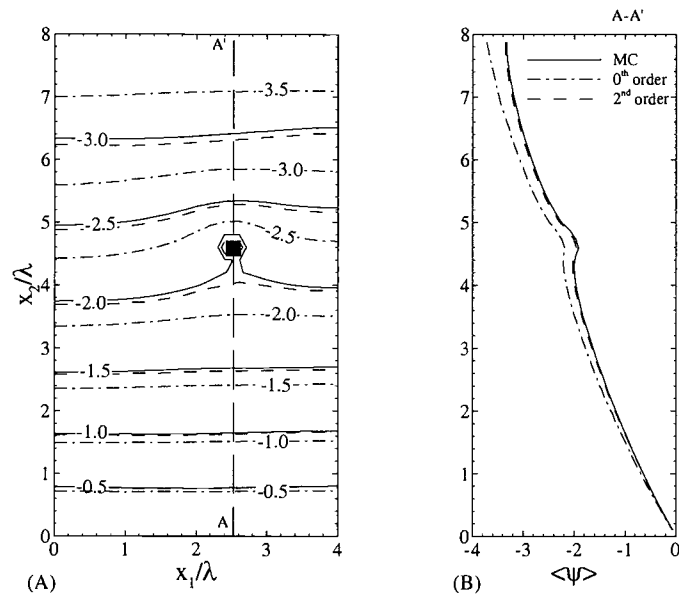 A-A'
8
7
6
5
4
3
2
1
0
x₂/λ
A'
-3.5
-3.0
-3.0
-2.5
-2.5
-2.0
-2.0
-1.5
-1.5
-1.0
-1.0
-0.5
-0.5
A
0 1 2 3 4
(A)
x₁/λ
8
7
6
5
4
3
2
1
0
MC
0ᵗʰ order
2ⁿᵈ order
-4 -3 -2 -1 0
(B)
<ψ>